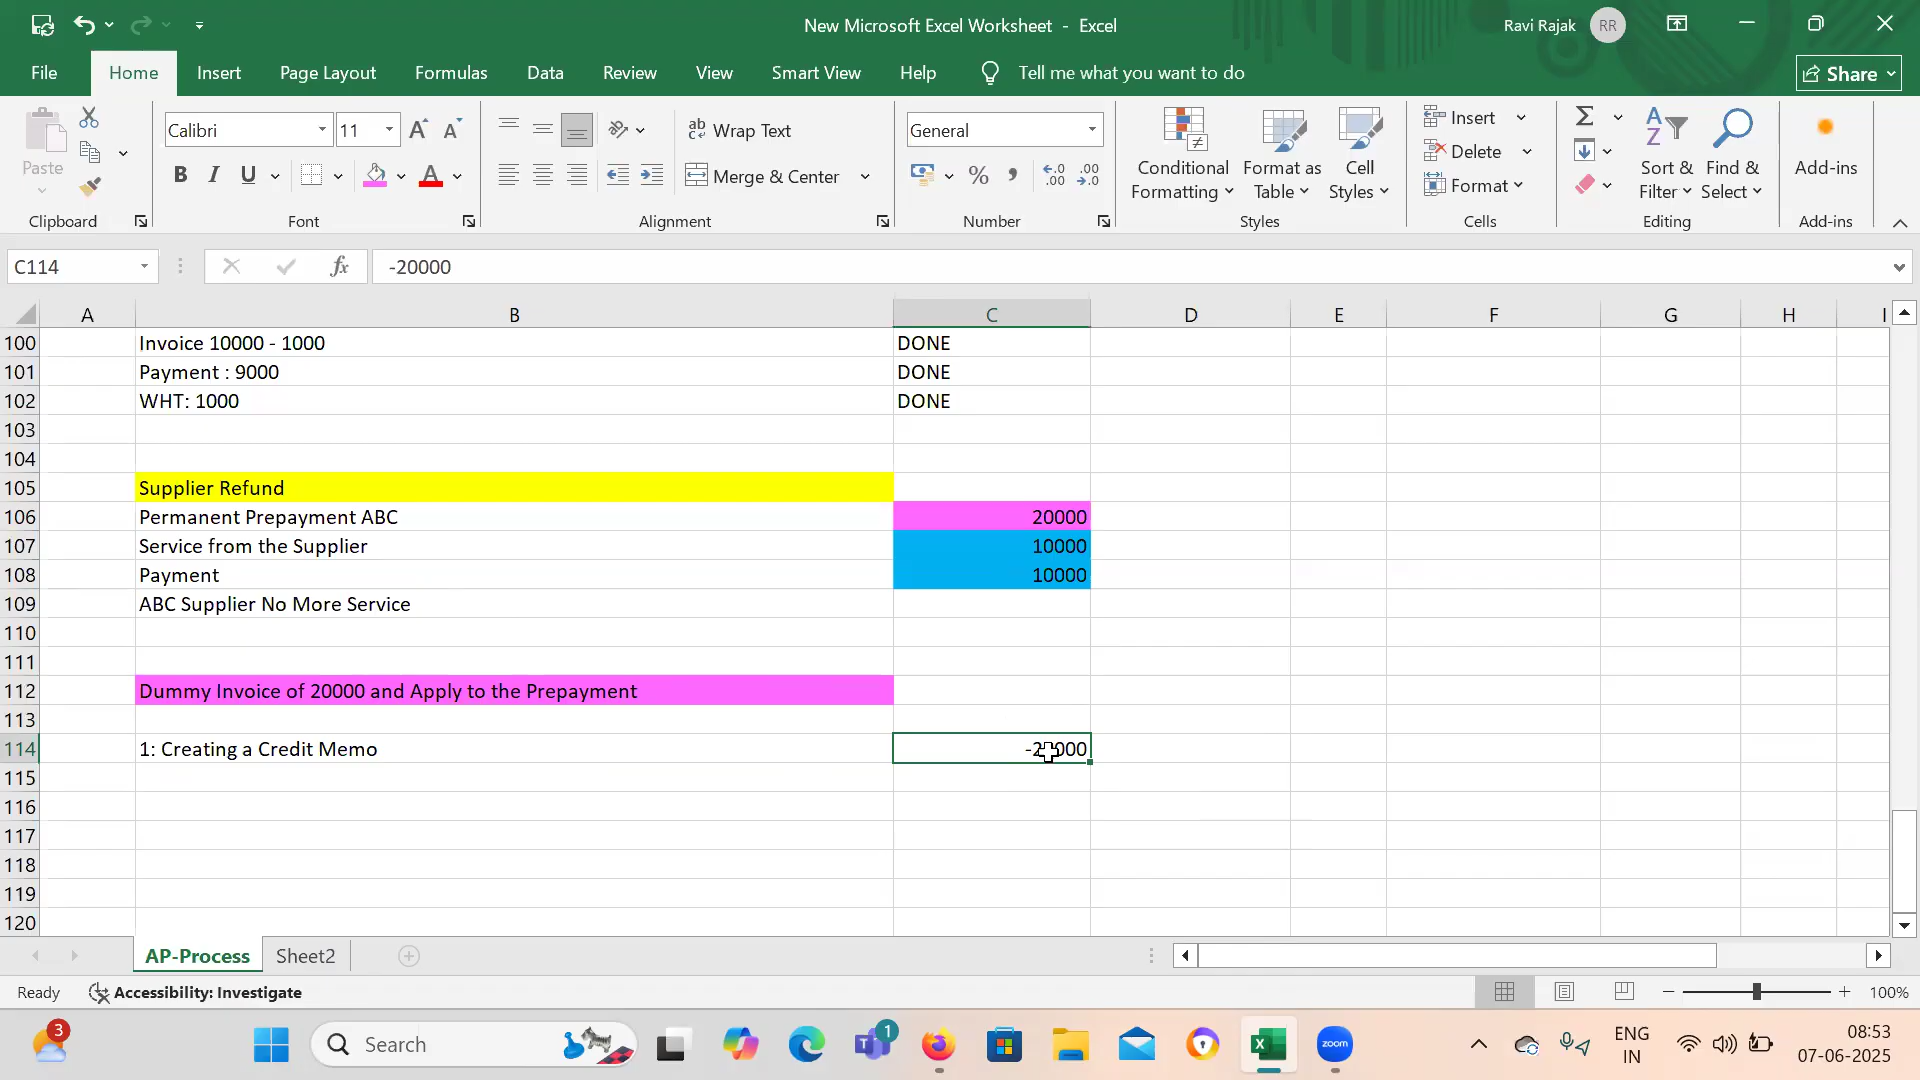 New Microsoft Excel Worksheet - Excel
Ravi Rajak RR
File Home Insert Page Layout Formulas Data Review View Smart View Help Tell me what you want to do Share
Calibri 11 Wrap Text General Insert
Paste B I U Merge & Center % Conditional Formatting Format as Table Cell Styles Delete Format Sort & Filter Find & Select Add-ins
Clipboard Font Alignment Number Styles Cells Editing Add-ins
C114 fx -20000
A B C D E F G H I
100 Invoice 10000 - 1000 DONE
101 Payment : 9000 DONE
102 WHT: 1000 DONE
103
104
105 Supplier Refund
106 Permanent Prepayment ABC 20000
107 Service from the Supplier 10000
108 Payment 10000
109 ABC Supplier No More Service
110
111
112 Dummy Invoice of 20000 and Apply to the Prepayment
113
114 1: Creating a Credit Memo -20000
115
116
117
118
119
120
AP-Process Sheet2
Ready Accessibility: Investigate 100%
3 Search 1 zoom ENG IN 08:53
07-06-2025